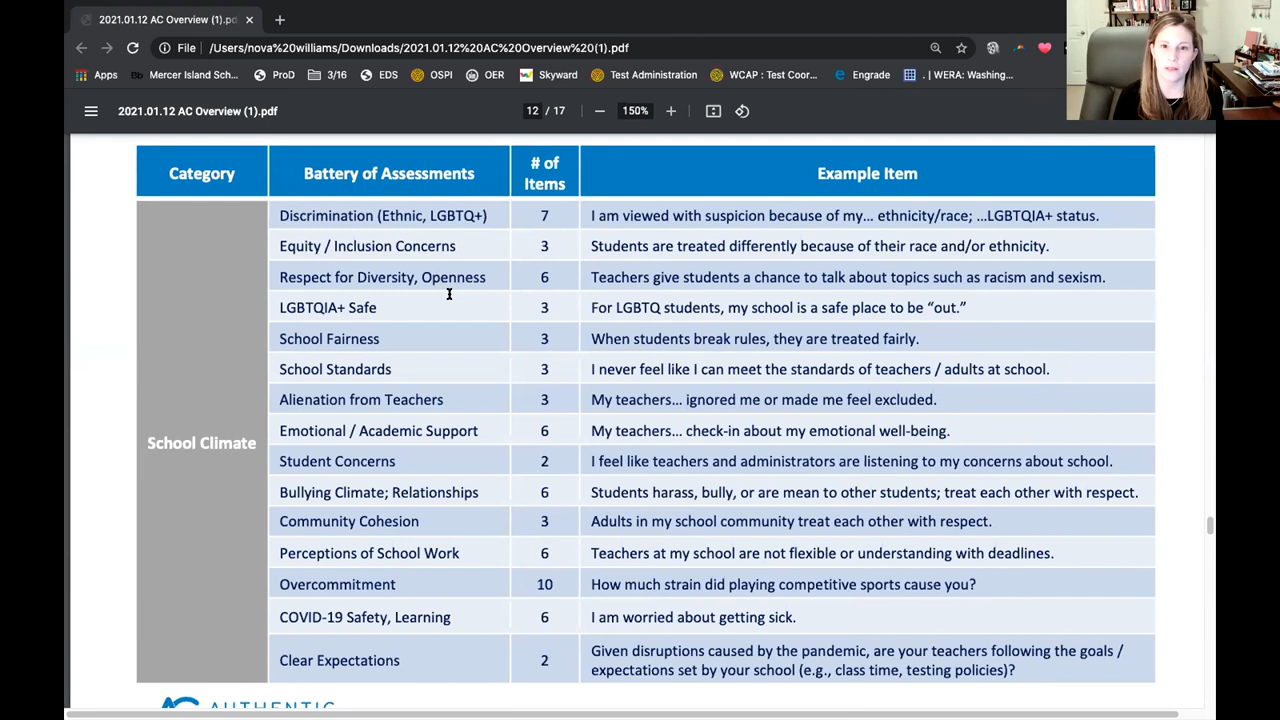 2021.01.12 AC Overview (1).pd
File /Users/nova%20williams/Downloads/2021.01.12%20AC%20Overview%20(1).pdf
Apps Mercer Island Sch... ProD 3/16 EDS OSPI OER Skyward Test Administration WCAP : Test Coor... Engrade . | WERA: Washing...
2021.01.12 AC Overview (1).pdf 12 / 17 150%
Category Battery of Assessments # of Items Example Item
School Climate
Discrimination (Ethnic, LGBTQ+) 7 I am viewed with suspicion because of my… ethnicity/race; …LGBTQIA+ status.
Equity / Inclusion Concerns 3 Students are treated differently because of their race and/or ethnicity.
Respect for Diversity, Openness 6 Teachers give students a chance to talk about topics such as racism and sexism.
LGBTQIA+ Safe 3 For LGBTQ students, my school is a safe place to be “out.”
School Fairness 3 When students break rules, they are treated fairly.
School Standards 3 I never feel like I can meet the standards of teachers / adults at school.
Alienation from Teachers 3 My teachers… ignored me or made me feel excluded.
Emotional / Academic Support 6 My teachers… check-in about my emotional well-being.
Student Concerns 2 I feel like teachers and administrators are listening to my concerns about school.
Bullying Climate; Relationships 6 Students harass, bully, or are mean to other students; treat each other with respect.
Community Cohesion 3 Adults in my school community treat each other with respect.
Perceptions of School Work 6 Teachers at my school are not flexible or understanding with deadlines.
Overcommitment 10 How much strain did playing competitive sports cause you?
COVID-19 Safety, Learning 6 I am worried about getting sick.
Clear Expectations 2 Given disruptions caused by the pandemic, are your teachers following the goals /
expectations set by your school (e.g., class time, testing policies)?
AUTHENTIC